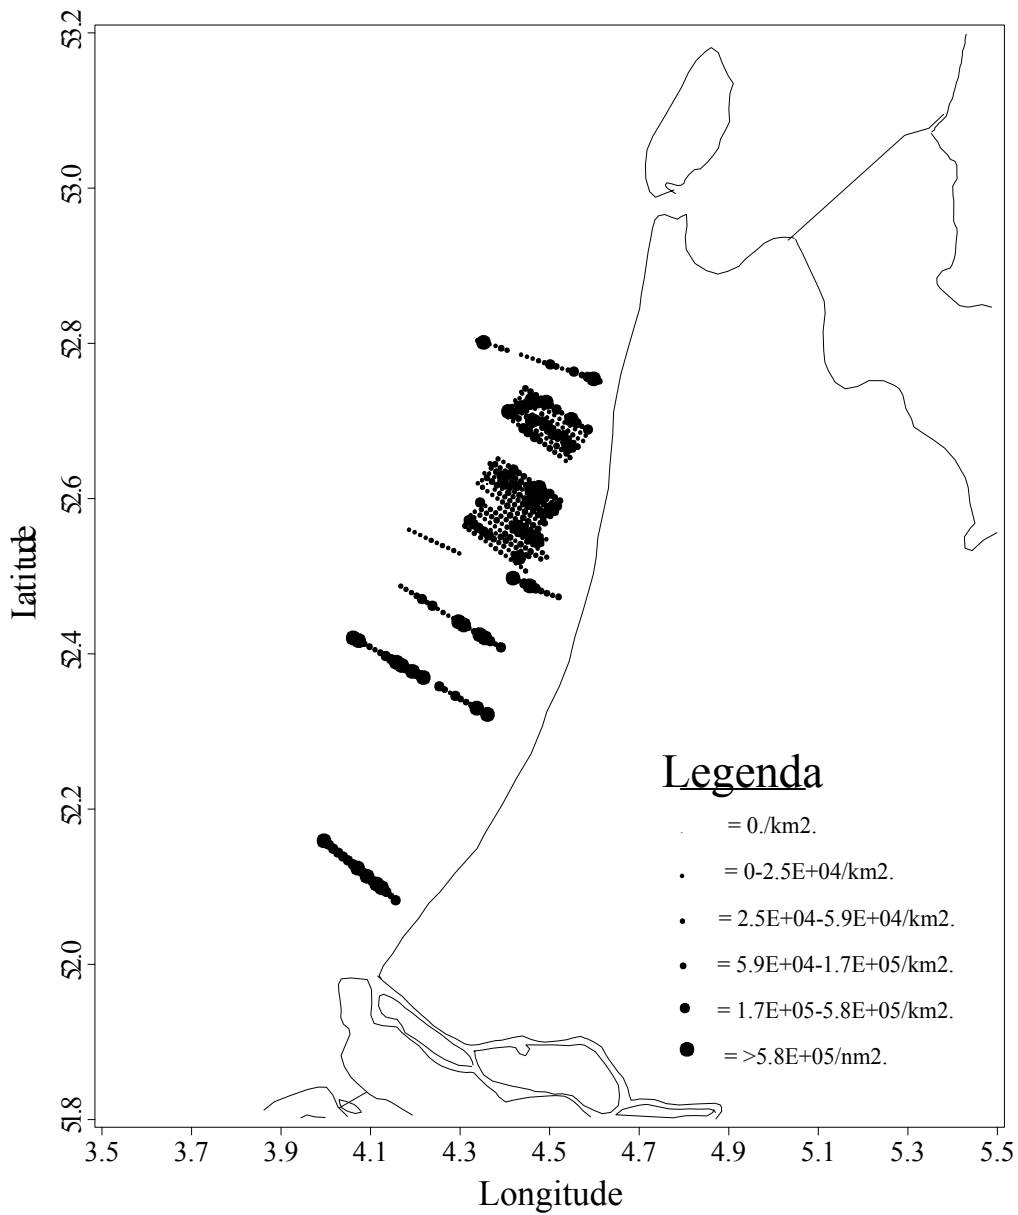 53.2
53.0
52.8
52.6
52.4
52.2
52.0
51.8
Latitude
Legenda
= 0./km2.
= 0-2.5E+04/km2.
= 2.5E+04-5.9E+04/km2.
= 5.9E+04-1.7E+05/km2.
= 1.7E+05-5.8E+05/km2.
= >5.8E+05/nm2.
3.5 3.7 3.9 4.1 4.3 4.5 4.7 4.9 5.1 5.3 5.5
Longitude